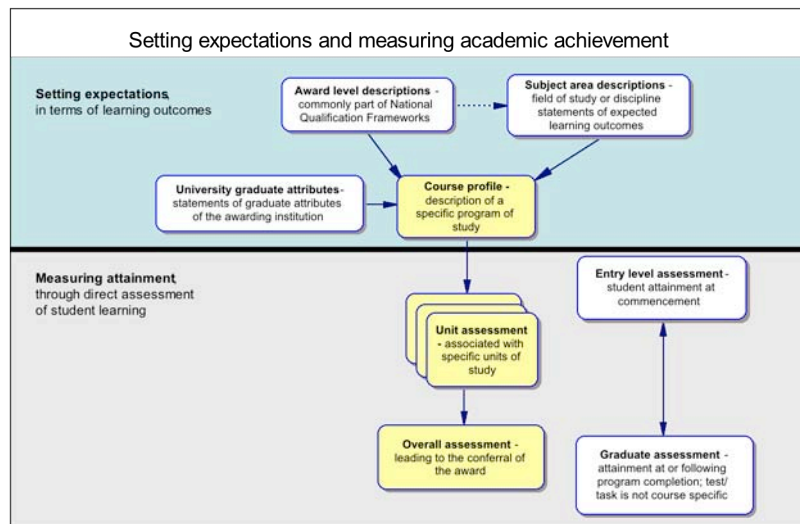 Setting expectations and measuring academic achievement
Setting expectations,
in terms of learning outcomes
Award level descriptions -
commonly part of National
Qualification Frameworks
Subject area descriptions -
field of study or discipline
statements of expected
learning outcomes
University graduate attributes-
statements of graduate attributes
of the awarding institution
Course profile -
description of a
specific program of
study
Measuring attainment,
through direct assessment
of student learning
Entry level assessment -
student attainment at
commencement
Unit assessment
- associated with
specific units of
study
Overall assessment -
leading to the conferral of
the award
Graduate assessment -
attainment at or following
program completion; test/
task is not course specific